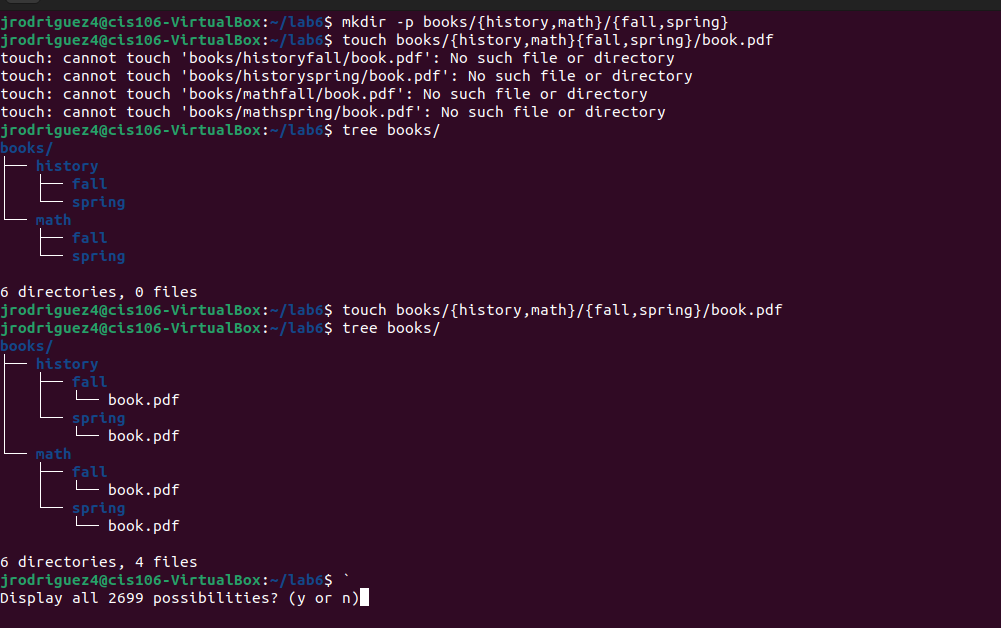 jrodriguez4@cis106-VirtualBox:~/lab6$ mkdir -p books/{history,math}/{fall,spring}
jrodriguez4@cis106-VirtualBox:~/lab6$ touch books/{history,math}{fall,spring}/book.pdf
touch: cannot touch 'books/historyfall/book.pdf': No such file or directory
touch: cannot touch 'books/historyspring/book.pdf': No such file or directory
touch: cannot touch 'books/mathfall/book.pdf': No such file or directory
touch: cannot touch 'books/mathspring/book.pdf': No such file or directory
jrodriguez4@cis106-VirtualBox:~/lab6$ tree books/
books/
├── history
│   ├── fall
│   └── spring
└── math
    ├── fall
    └── spring

6 directories, 0 files
jrodriguez4@cis106-VirtualBox:~/lab6$ touch books/{history,math}/{fall,spring}/book.pdf
jrodriguez4@cis106-VirtualBox:~/lab6$ tree books/
books/
├── history
│   ├── fall
│   │   └── book.pdf
│   └── spring
│       └── book.pdf
└── math
    ├── fall
    │   └── book.pdf
    └── spring
        └── book.pdf

6 directories, 4 files
jrodriguez4@cis106-VirtualBox:~/lab6$ `
Display all 2699 possibilities? (y or n)